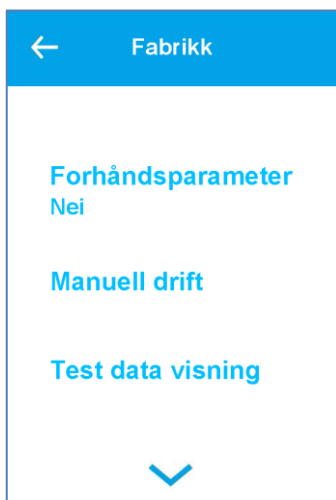 Fabrikk
Forhåndsparameter
Nei
Manuell drift
Test data visning